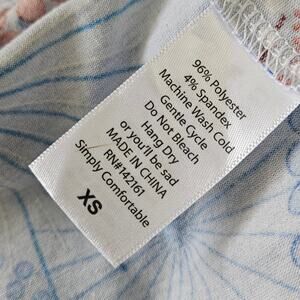 96% Polyester
4% Spandex
Machine Wash Cold
Gentle Cycle
Do Not Bleach
Hang Dry
or you'll be sad
MADE IN CHINA
RN#142161
Simply Comfortable
XS